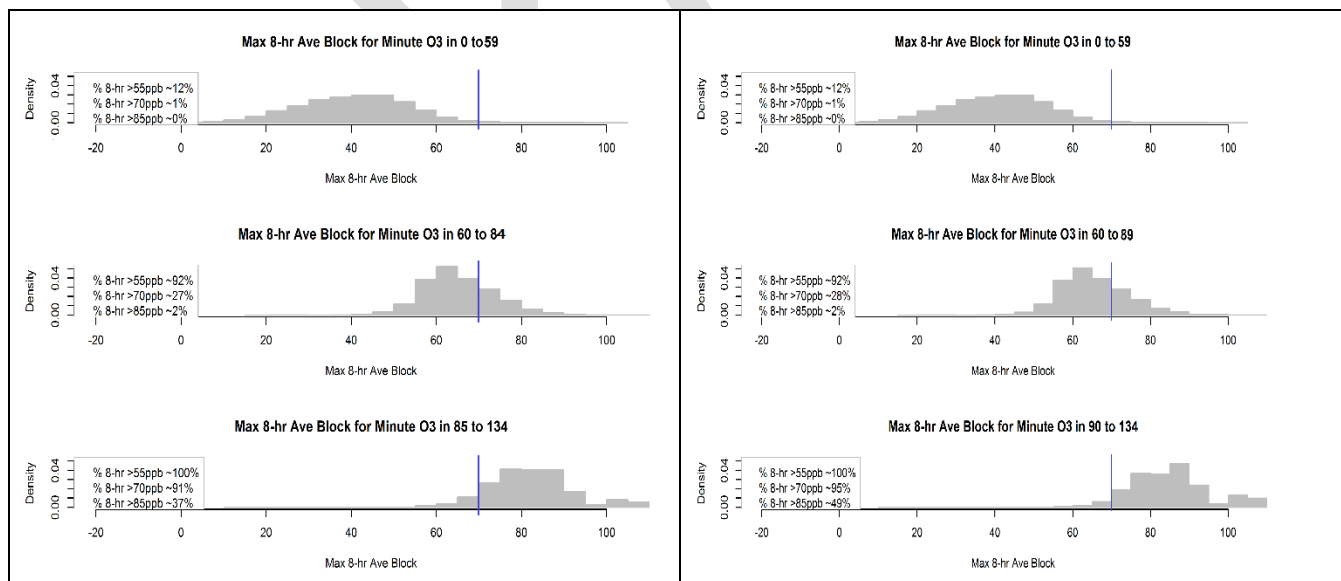 Max 8-hr Ave Block for Minute O3 in 0 to 59
Density
0.00 0.04
% 8-hr >55ppb ~12%
% 8-hr >70ppb ~1%
% 8-hr >85ppb ~0%
-20 0 20 40 60 80 100
Max 8-hr Ave Block
Max 8-hr Ave Block for Minute O3 in 60 to 84
Density
0.00 0.04
% 8-hr >55ppb ~92%
% 8-hr >70ppb ~27%
% 8-hr >85ppb ~2%
-20 0 20 40 60 80 100
Max 8-hr Ave Block
Max 8-hr Ave Block for Minute O3 in 85 to 134
Density
0.00 0.04
% 8-hr >55ppb ~100%
% 8-hr >70ppb ~91%
% 8-hr >85ppb ~37%
-20 0 20 40 60 80 100
Max 8-hr Ave Block
Max 8-hr Ave Block for Minute O3 in 0 to 59
Density
0.00 0.04
% 8-hr >55ppb ~12%
% 8-hr >70ppb ~1%
% 8-hr >85ppb ~0%
-20 0 20 40 60 80 100
Max 8-hr Ave Block
Max 8-hr Ave Block for Minute O3 in 60 to 89
Density
0.00 0.04
% 8-hr >55ppb ~92%
% 8-hr >70ppb ~28%
% 8-hr >85ppb ~2%
-20 0 20 40 60 80 100
Max 8-hr Ave Block
Max 8-hr Ave Block for Minute O3 in 90 to 134
Density
0.00 0.04
% 8-hr >55ppb ~100%
% 8-hr >70ppb ~95%
% 8-hr >85ppb ~49%
-20 0 20 40 60 80 100
Max 8-hr Ave Block